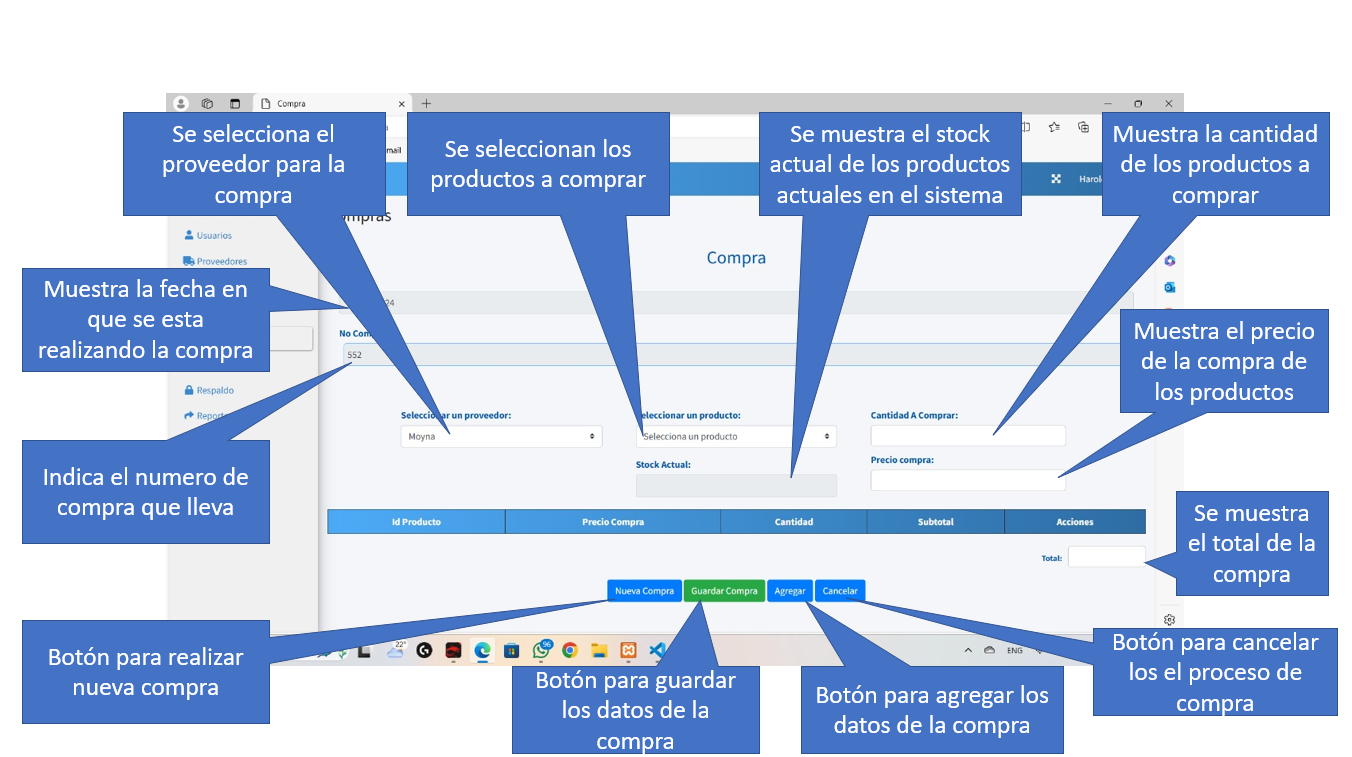 Compra
Se selecciona el
proveedor para la
compra
Se seleccionan los
productos a comprar
Se muestra el stock
actual de los productos
actuales en el sistema
Muestra la cantidad
de los productos a
comprar
mail
Harol
ompras
Usuarios
Proveedores
Compra
Muestra la fecha en
que se esta
realizando la compra
24
No Com
552
Muestra el precio
de la compra de
los productos
Respaldo
Report
Seleccionar un proveedor:
eleccionar un producto:
Cantidad A Comprar:
Moyna
Selecciona un producto
Stock Actual:
Precio compra:
Indica el numero de
compra que lleva
Id Producto
Precio Compra
Cantidad
Subtotal
Acciones
Se muestra
el total de la
compra
Total:
Nueva Compra
Guardar Compra
Agregar
Cancelar
Botón para realizar
nueva compra
22°
96
ENG
Botón para guardar
los datos de la
compra
Botón para agregar los
datos de la compra
Botón para cancelar
los el proceso de
compra